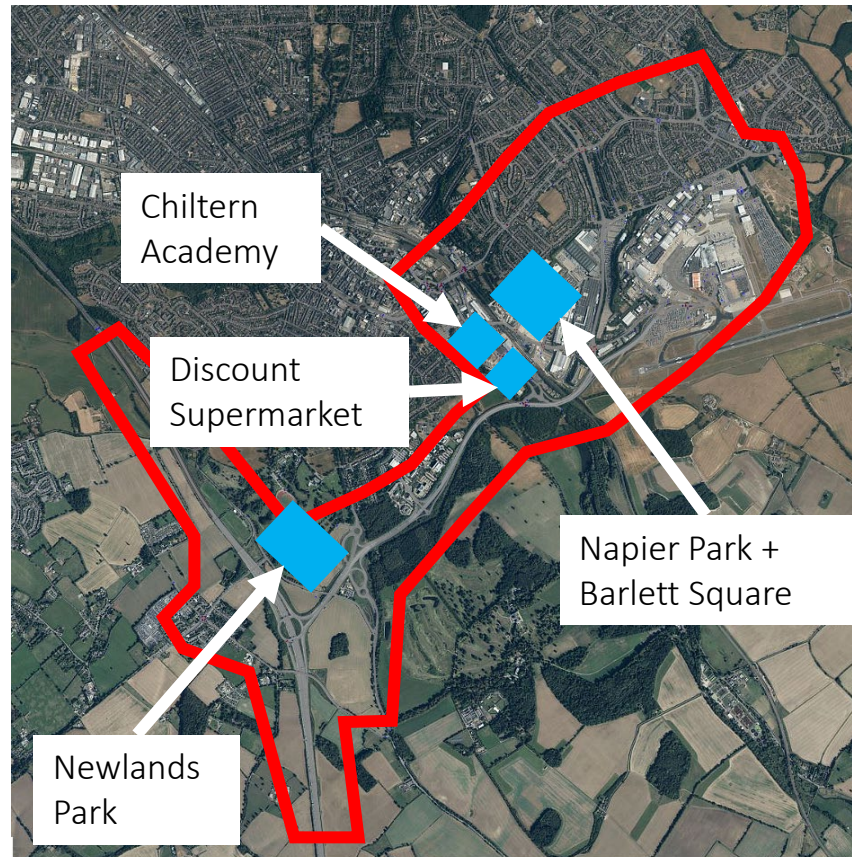 Chiltern
Academy
Discount
Supermarket
Napier Park +
Barlett Square
Newlands
Park